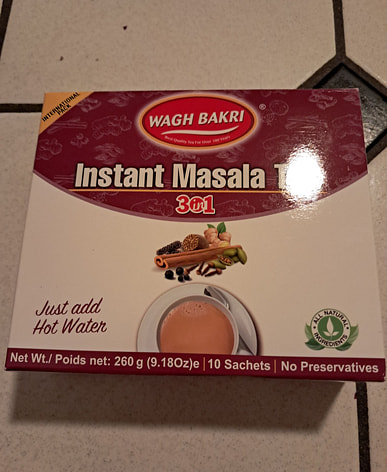 INTERNATIONAL
PACK
WAGH BAKRI
®
Instant Masala T
3in1
Just add
Hot Water
ALL NATURAL
INGREDIENTS
Net Wt./ Poids net: 260 g (9.18Oz)e | 10 Sachets | No Preservatives